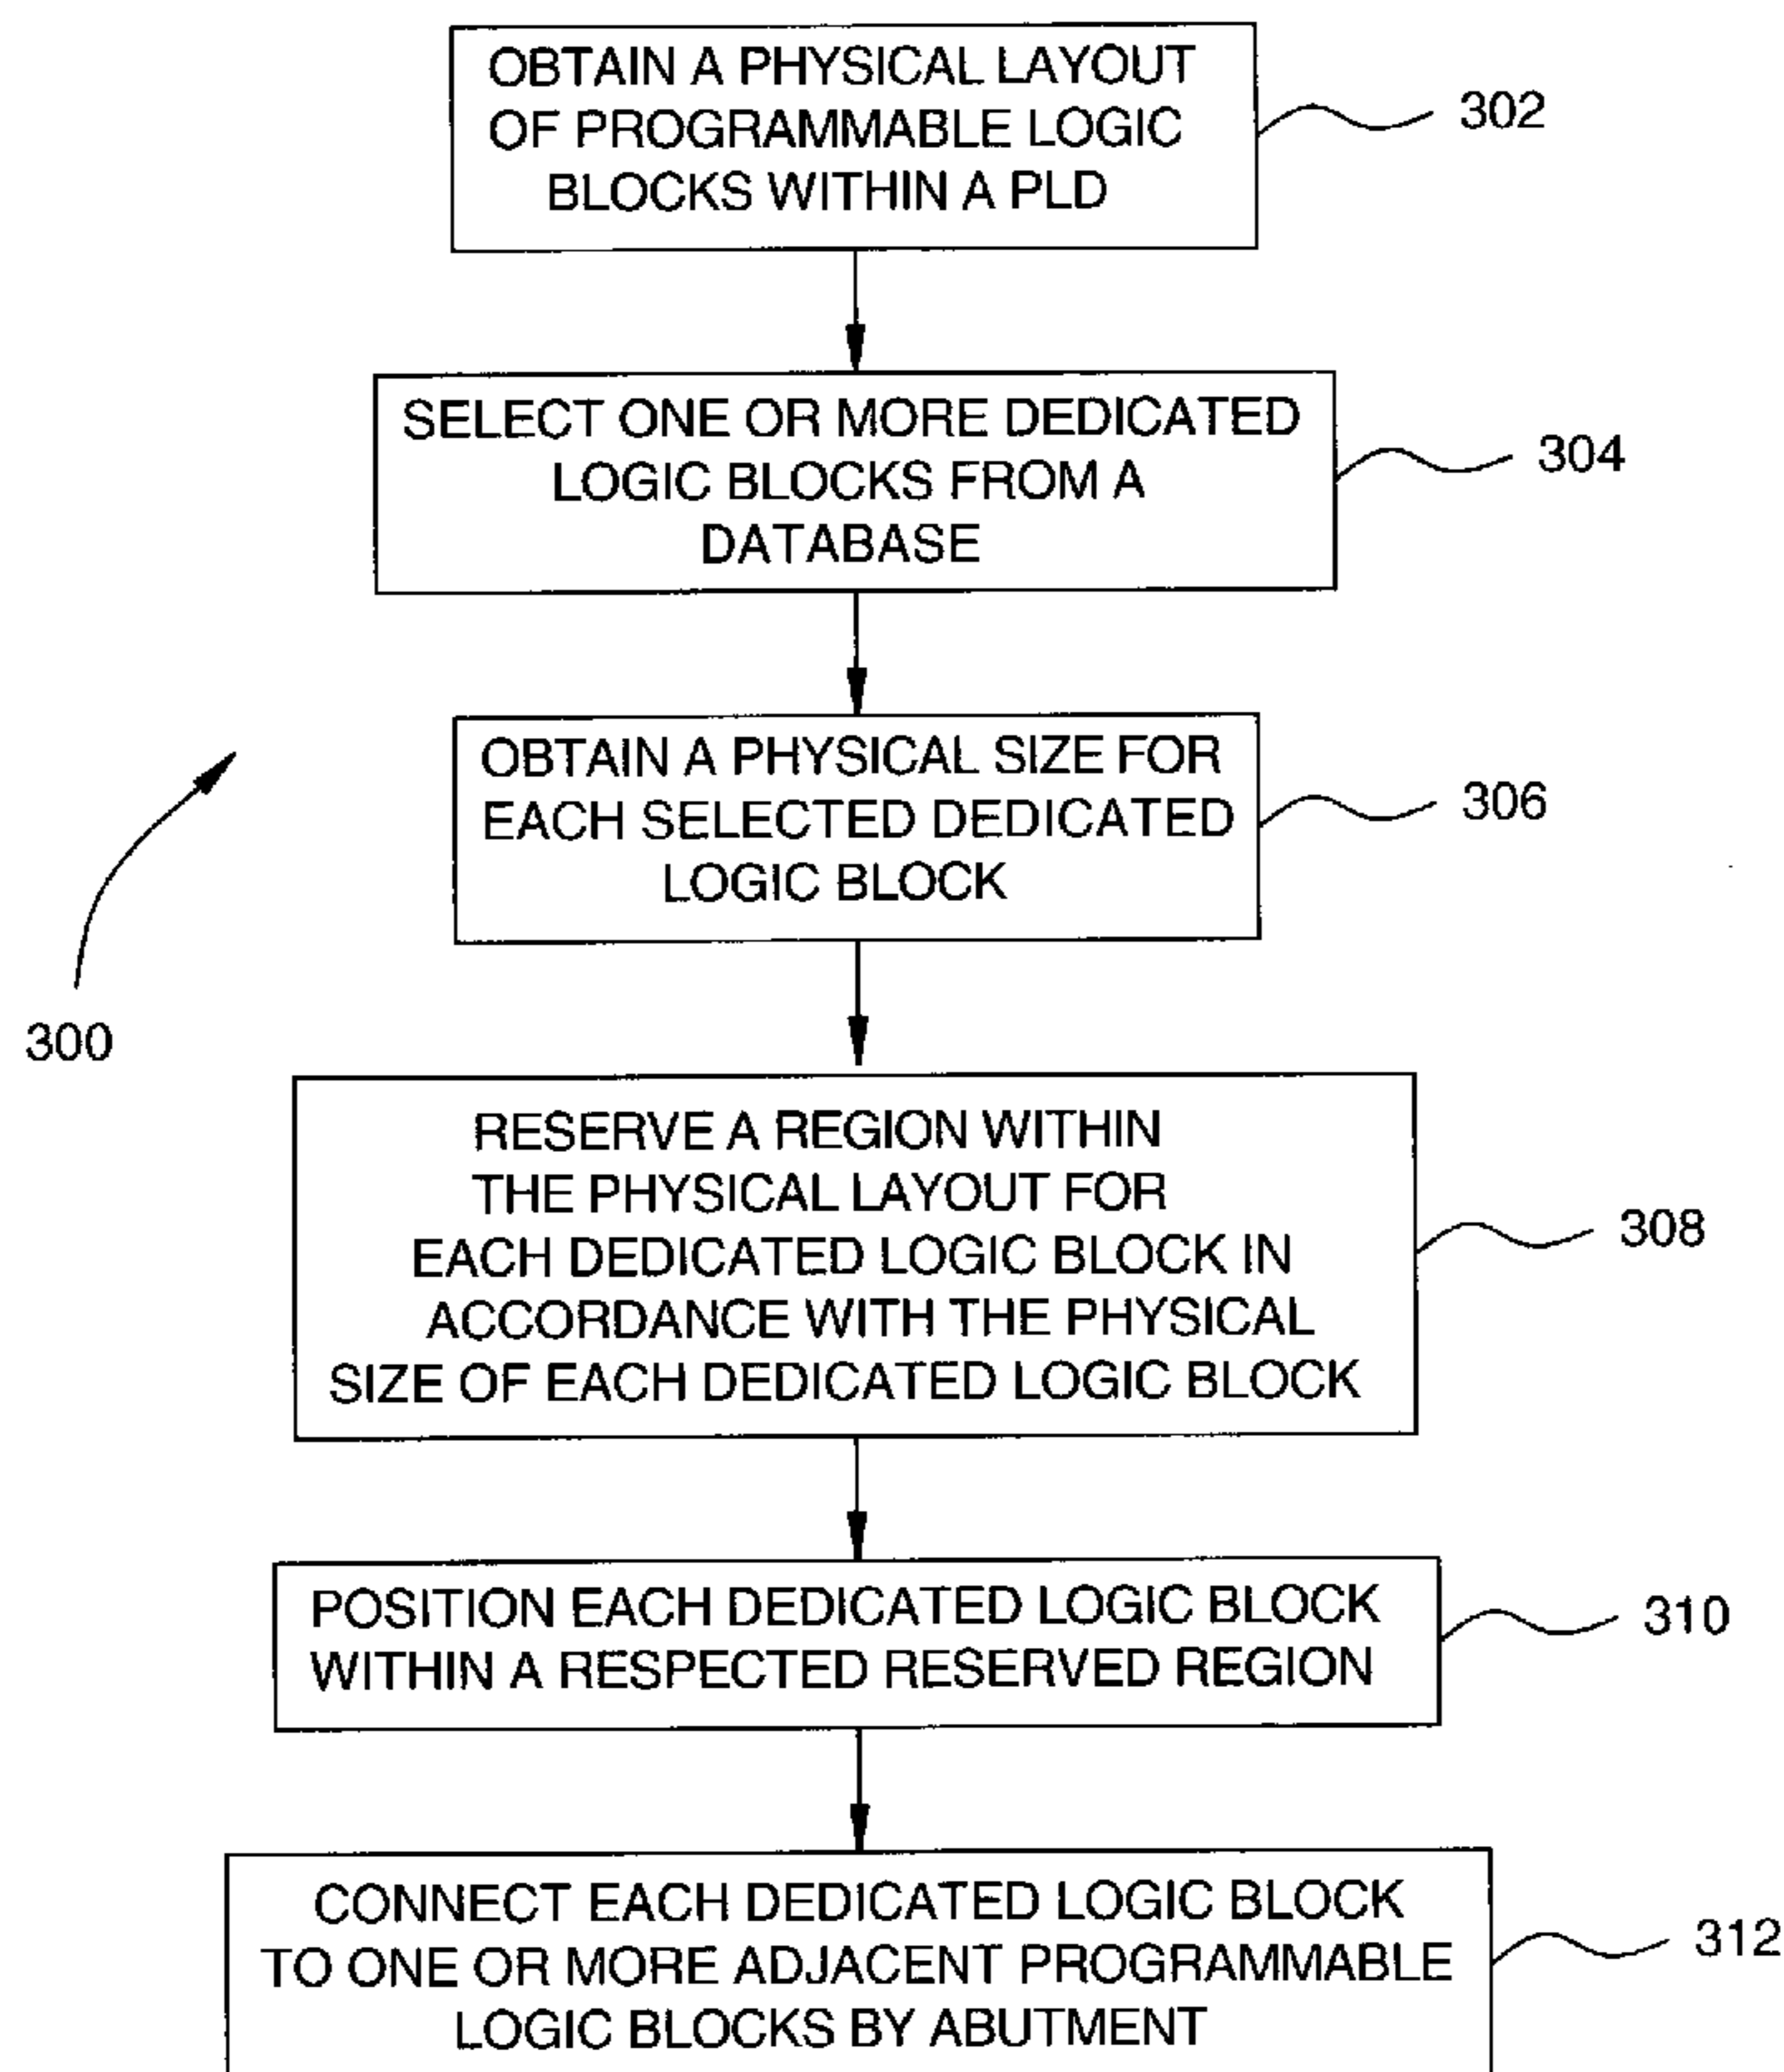 OBTAIN A PHYSICAL LAYOUT
OF PROGRAMMABLE LOGIC
BLOCKS WITHIN A PLD
302
SELECT ONE OR MORE DEDICATED
LOGIC BLOCKS FROM A
DATABASE
304
OBTAIN A PHYSICAL SIZE FOR
EACH SELECTED DEDICATED
LOGIC BLOCK
306
300
RESERVE A REGION WITHIN
THE PHYSICAL LAYOUT FOR
EACH DEDICATED LOGIC BLOCK IN
ACCORDANCE WITH THE PHYSICAL
SIZE OF EACH DEDICATED LOGIC BLOCK
308
POSITION EACH DEDICATED LOGIC BLOCK
WITHIN A RESPECTED RESERVED REGION
310
CONNECT EACH DEDICATED LOGIC BLOCK
TO ONE OR MORE ADJACENT PROGRAMMABLE
LOGIC BLOCKS BY ABUTMENT
312